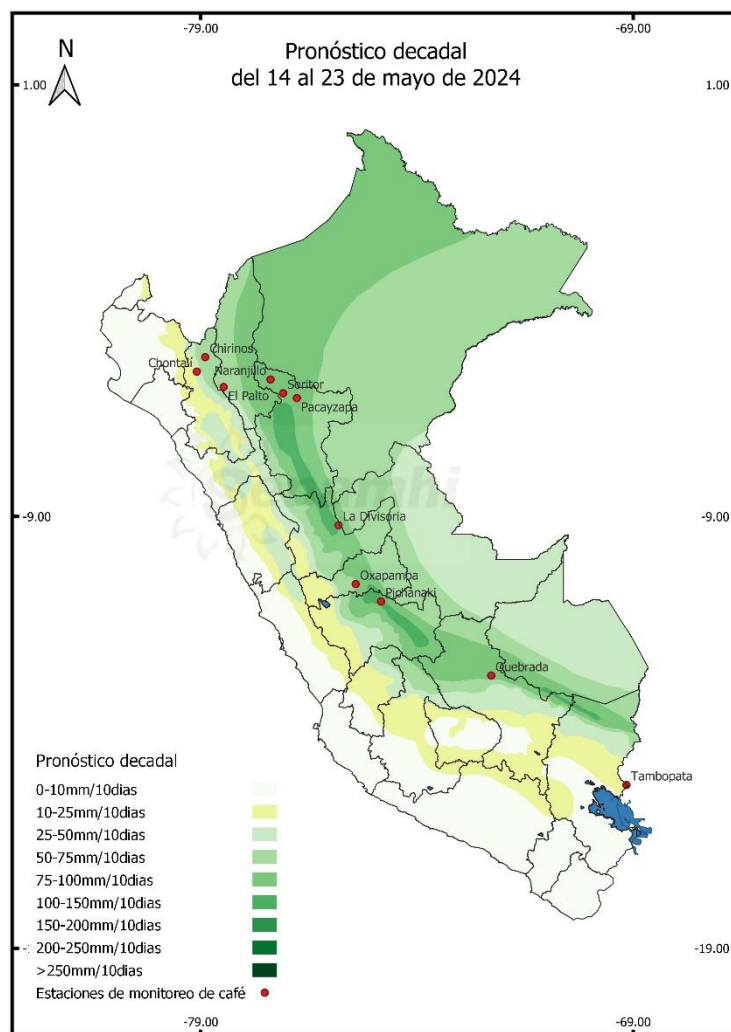 -79.00
-69.00
N
Pronóstico decadal
del 14 al 23 de mayo de 2024
1.00
1.00
Chirinos
Chontali
Naranjillo
Soritor
El Palto
Pacayzapa
Senamhi
-9.00
-9.00
La Divisoria
Oxapampa
Pichanaki
Quebrada
Tambopata
Pronóstico decadal
0-10mm/10dias
10-25mm/10dias
25-50mm/10dias
50-75mm/10dias
75-100mm/10dias
100-150mm/10dias
150-200mm/10dias
200-250mm/10dias
>250mm/10dias
Estaciones de monitoreo de café
-19.00
-79.00
-69.00